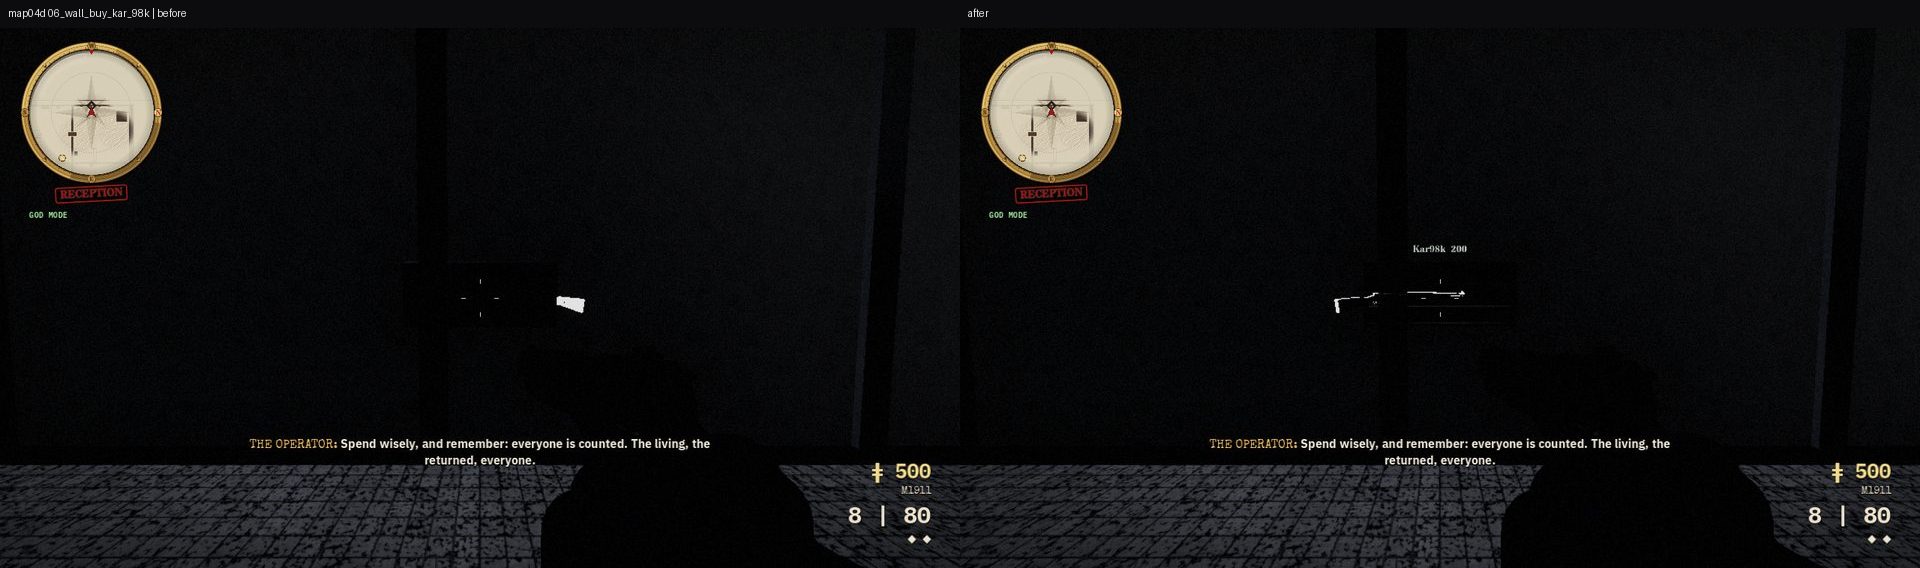 map04d 06_wall_buy_kar_98k | before
after
RECEPTION
GOD MODE
THE OPERATOR: Spend wisely, and remember: everyone is counted. The living, the
returned, everyone.
500
M1911
8 | 80
RECEPTION
GOD MODE
Kar98k 200
THE OPERATOR: Spend wisely, and remember: everyone is counted. The living, the
returned, everyone.
500
M1911
8 | 80